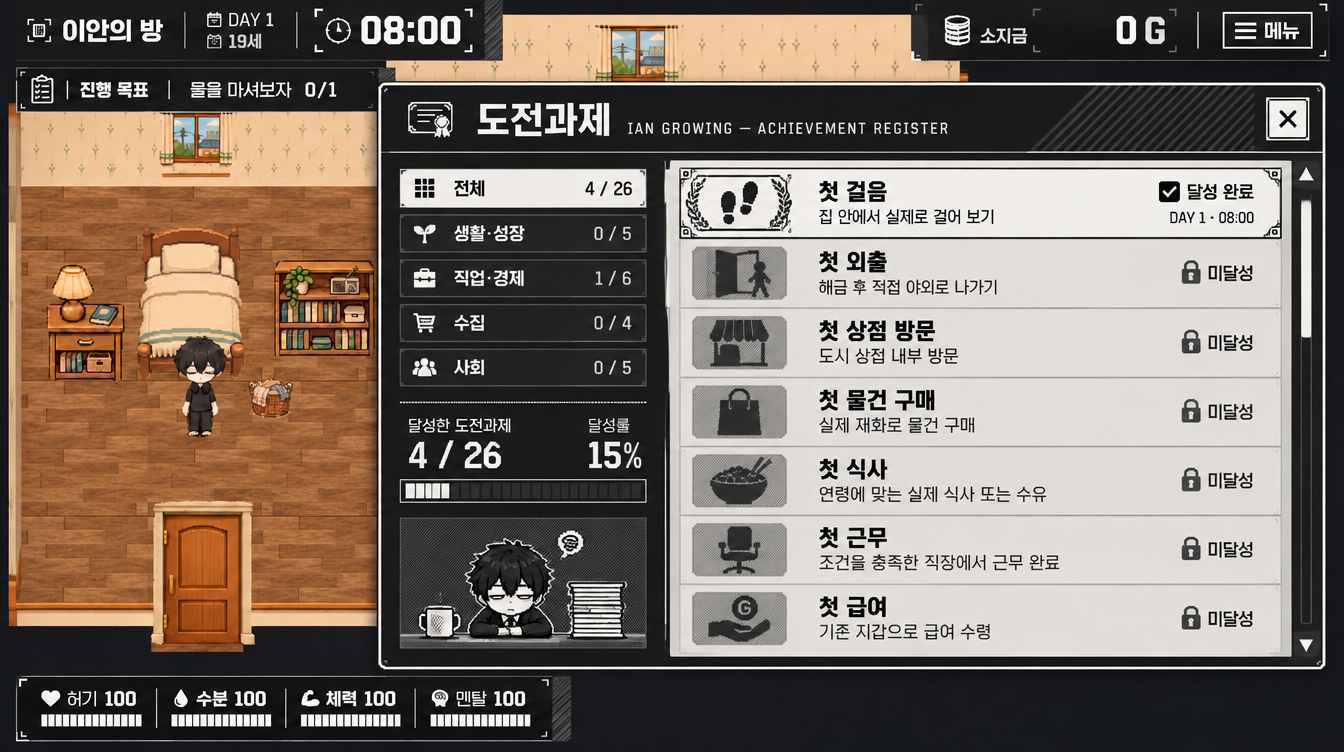 이안의 방
DAY 1
19세
08:00
소지금
0 G
메뉴
진행 목표
물을 마셔보자 0/1
도전과제
IAN GROWING — ACHIEVEMENT REGISTER
전체 4 / 26
생활·성장 0 / 5
직업·경제 1 / 6
수집 0 / 4
사회 0 / 5
달성한 도전과제 달성률
4 / 26 15%
첫 걸음
집 안에서 실제로 걸어 보기
달성 완료
DAY 1 · 08:00
첫 외출
해금 후 적접 야외로 나가기
미달성
첫 상점 방문
도시 상점 내부 방문
미달성
첫 물건 구매
실제 재화로 물건 구매
미달성
첫 식사
연령에 맞는 실제 식사 또는 수유
미달성
첫 근무
조건을 충족한 직장에서 근무 완료
미달성
첫 급여
기존 지갑으로 급여 수령
미달성
G
허기 100
수분 100
체력 100
멘탈 100